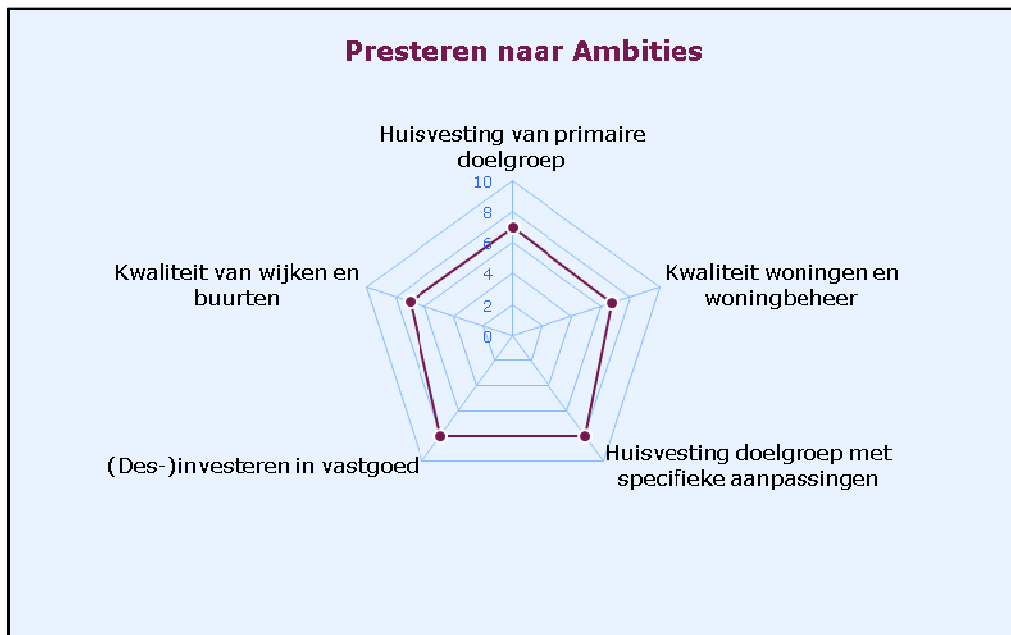 Presteren naar Ambities
Huisvesting van primaire
doelgroep
10
8
6
4
2
0
Kwaliteit van wijken en
buurten
Kwaliteit woningen en
woningbeheer
(Des-)investeren in vastgoed
Huisvesting doelgroep met
specifieke aanpassingen